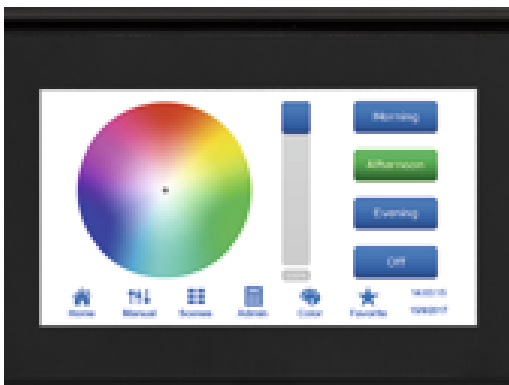 Morning
Afternoon
Evening
Off
Home Manual Scenes Admin Color Favorite